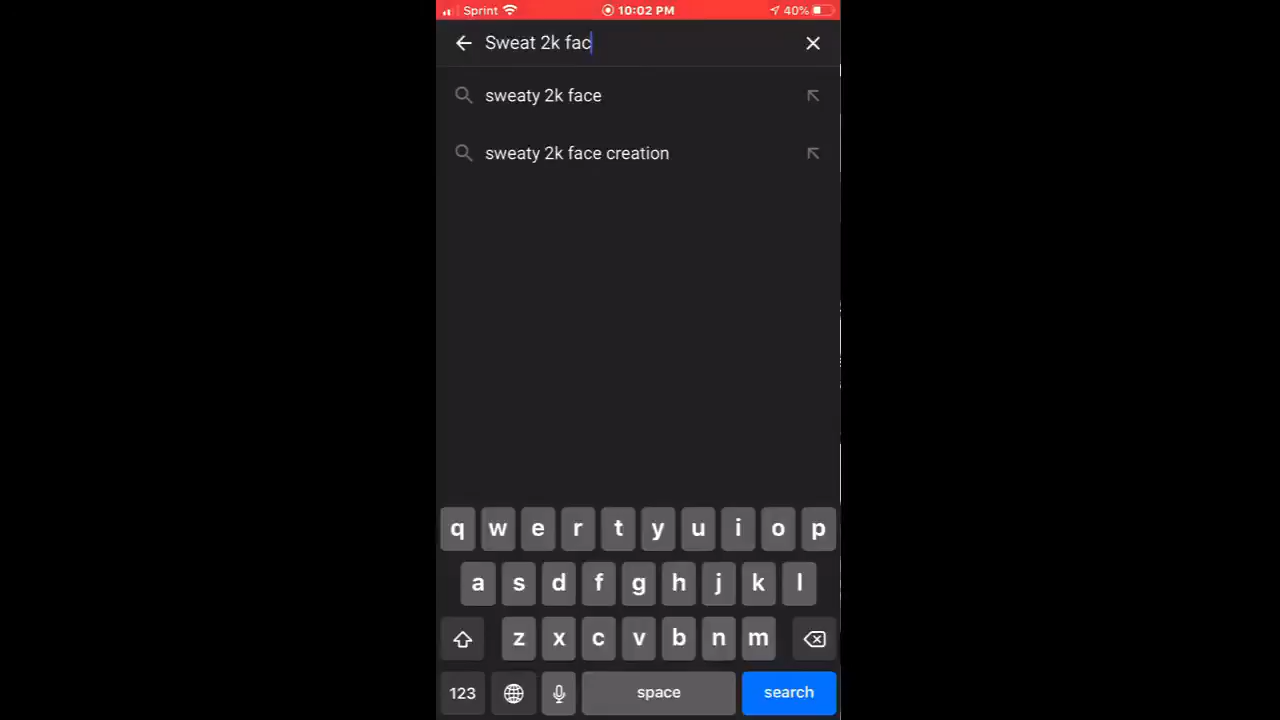 Sprint 10:02 PM 40%
Sweat 2k fac
sweaty 2k face
sweaty 2k face creation
q w e r t y u i o p
a s d f g h j k l
z x c v b n m
123 space search